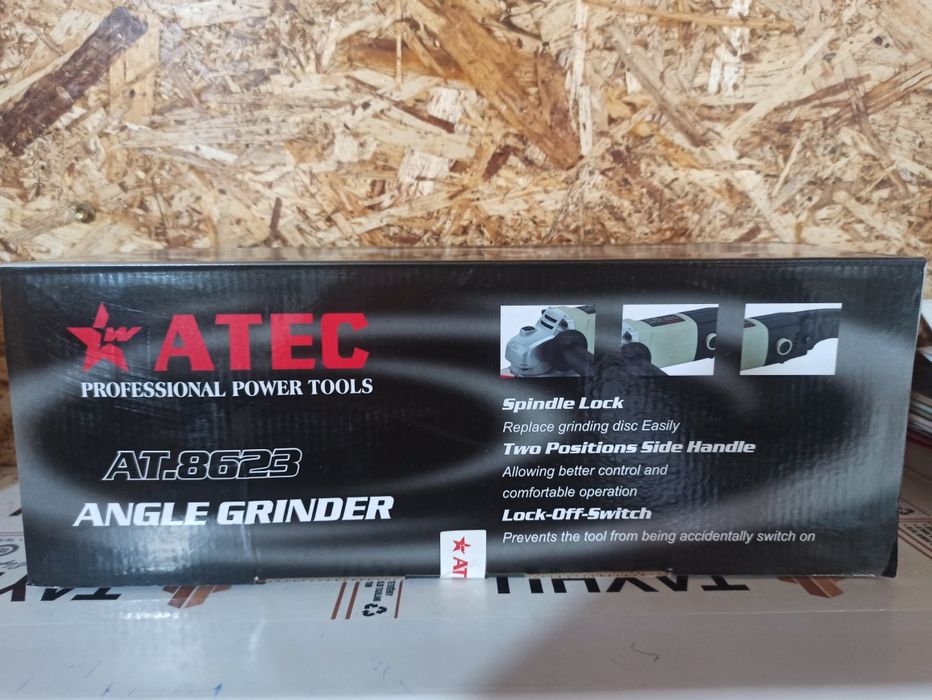 ATEC
PROFESSIONAL POWER TOOLS
AT.8623
ANGLE GRINDER
Spindle Lock
Replace grinding disc Easily
Two Positions Side Handle
Allowing better control and
comfortable operation
Lock-Off-Switch
Prevents the tool from being accidentally switch on
AT